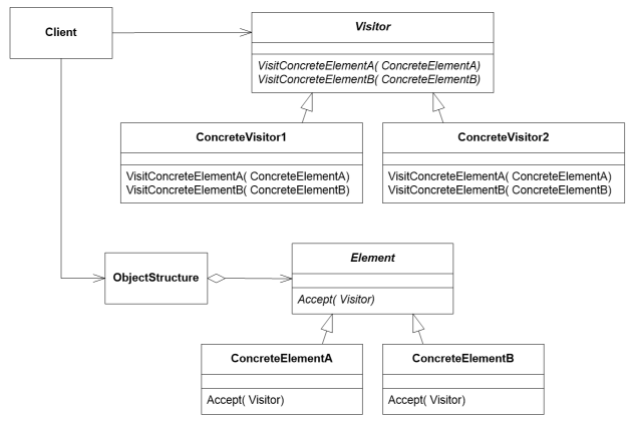 Client
Visitor
VisitConcreteElementA( ConcreteElementA)
VisitConcreteElementB( ConcreteElementB)
ConcreteVisitor1
VisitConcreteElementA( ConcreteElementA)
VisitConcreteElementB( ConcreteElementB)
ConcreteVisitor2
VisitConcreteElementA( ConcreteElementA)
VisitConcreteElementB( ConcreteElementB)
ObjectStructure
Element
Accept( Visitor)
ConcreteElementA
Accept( Visitor)
ConcreteElementB
Accept( Visitor)